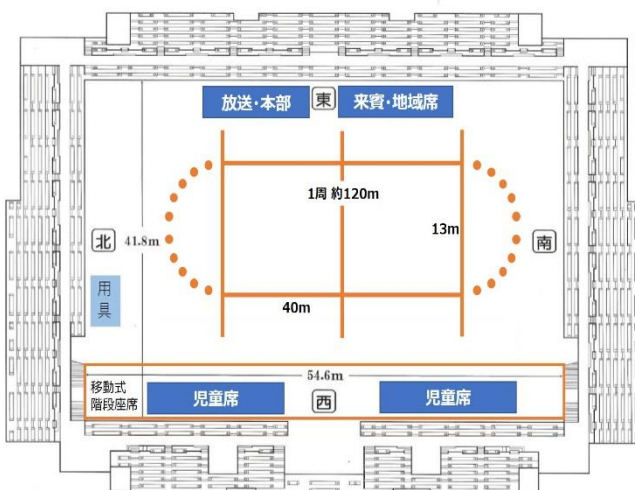 放送・本部
東
来賓・地域席
1周 約120m
北
41.8m
13m
南
用
具
40m
54.6m
移動式
階段座席
児童席
西
児童席